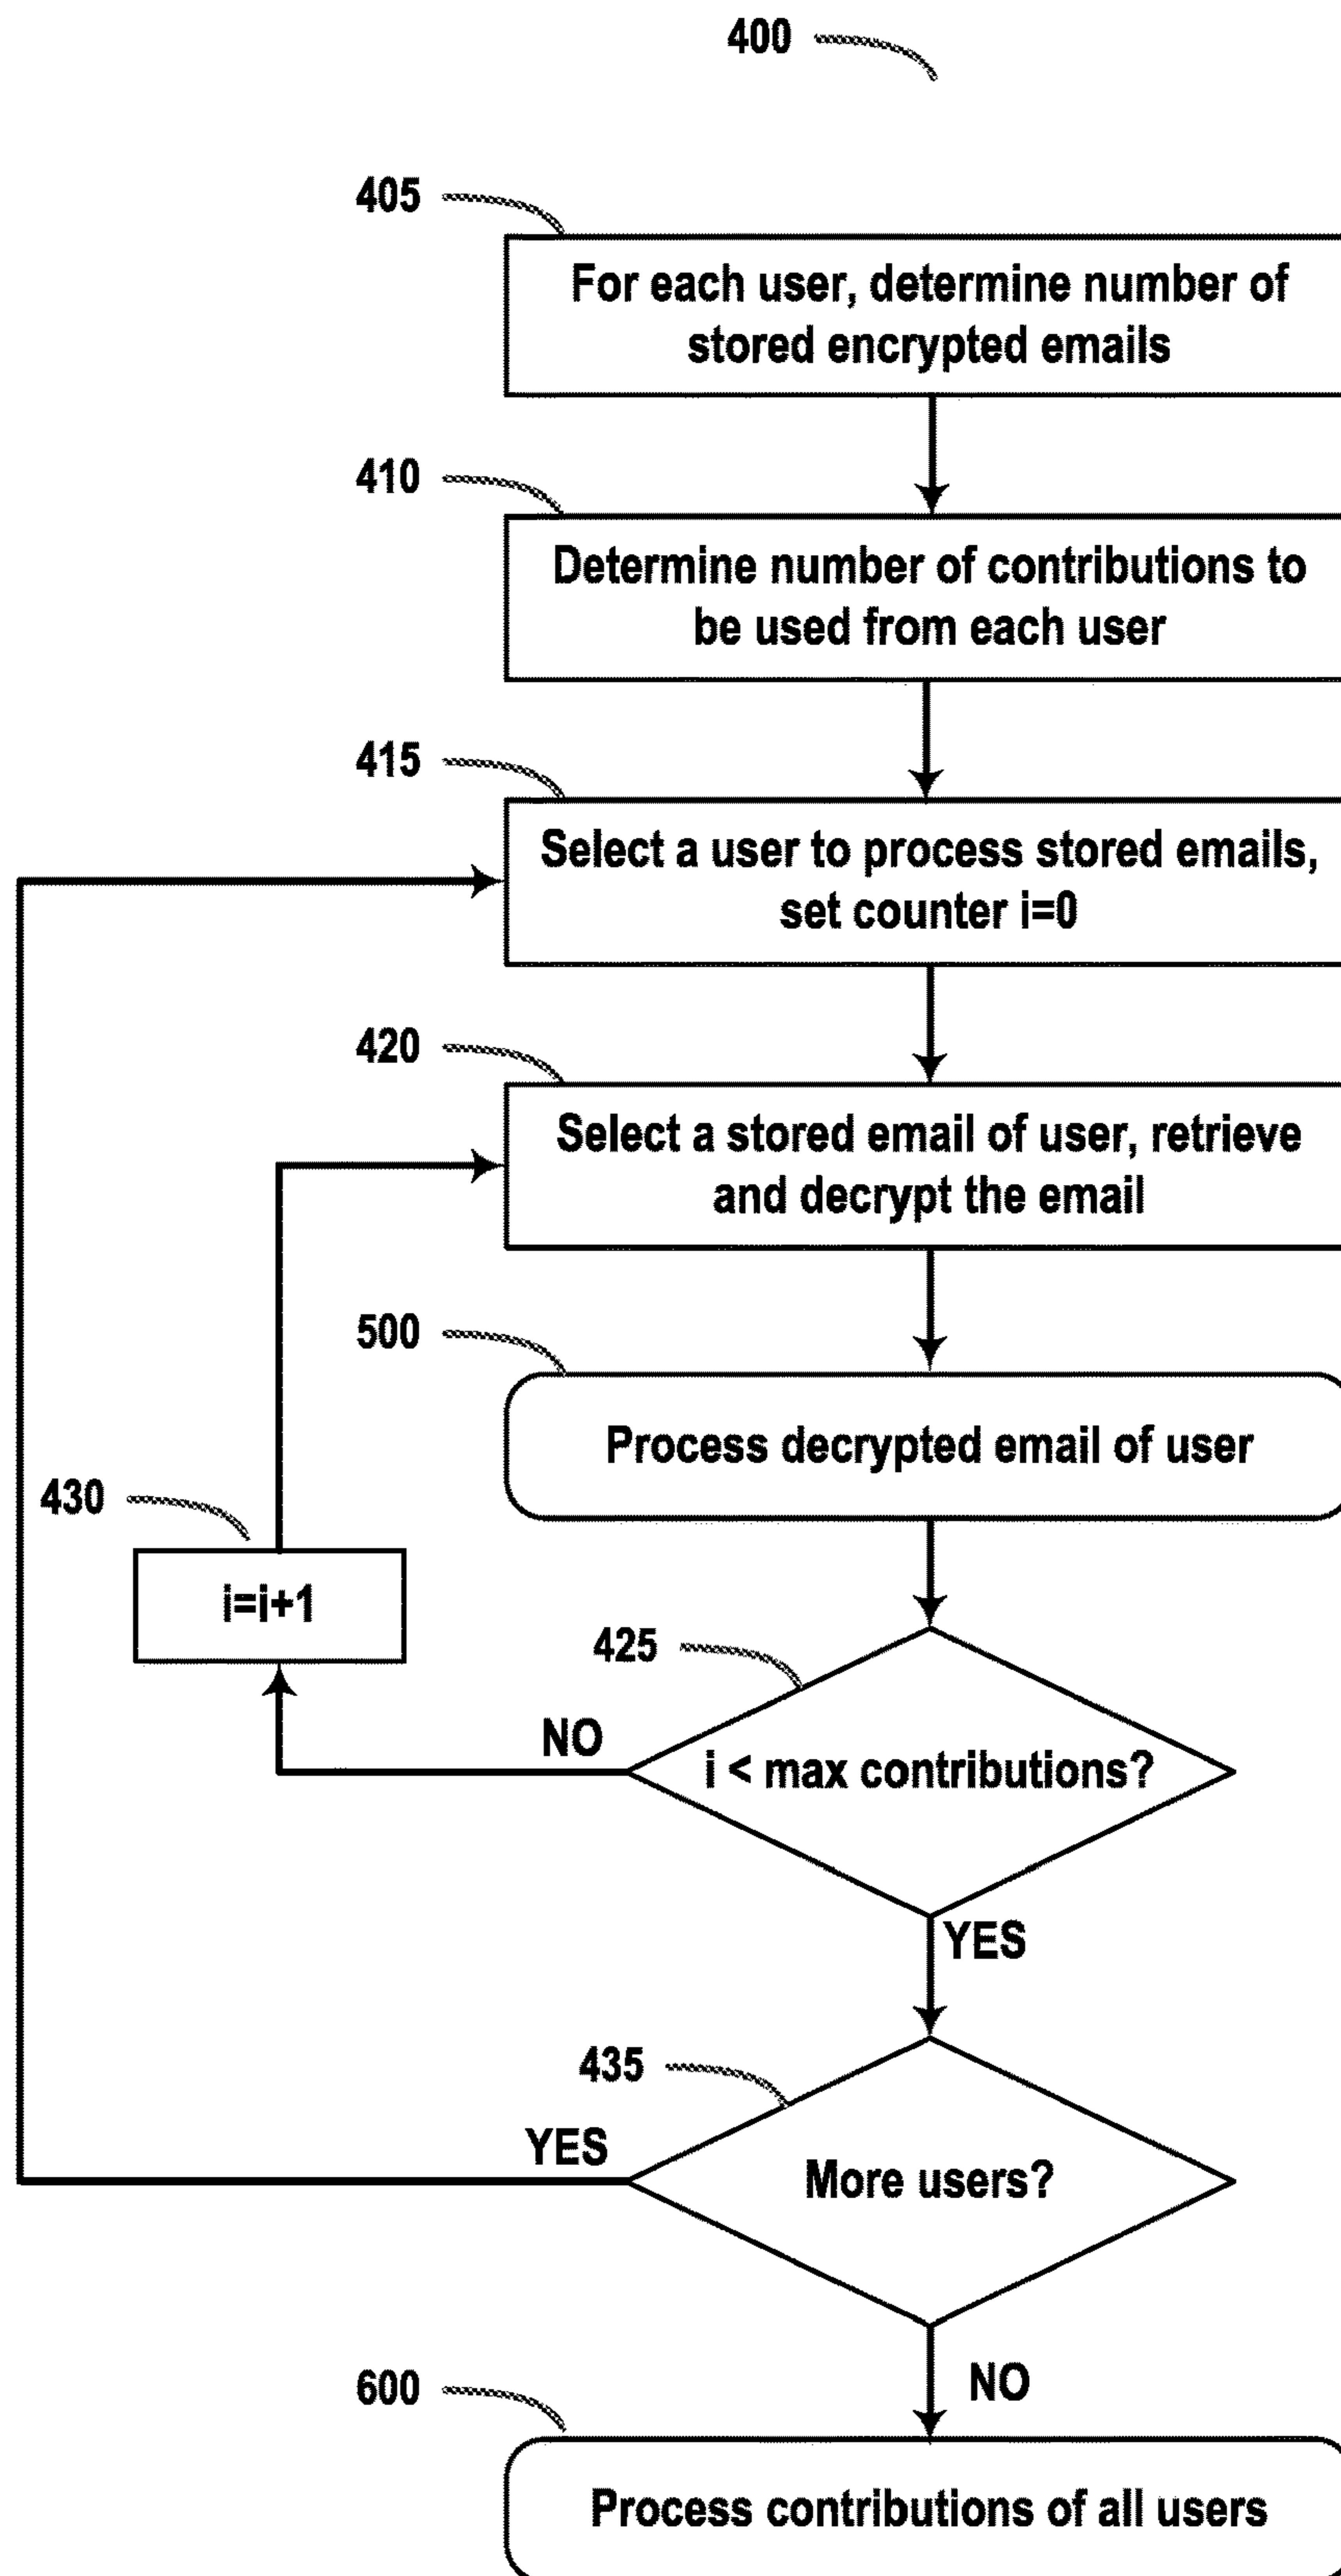 400
405
For each user, determine number of
stored encrypted emails
410
Determine number of contributions to
be used from each user
415
Select a user to process stored emails,
set counter i=0
420
Select a stored email of user, retrieve
and decrypt the email
500
Process decrypted email of user
430
i=i+1
425
NO
i < max contributions?
YES
435
YES
More users?
NO
600
Process contributions of all users